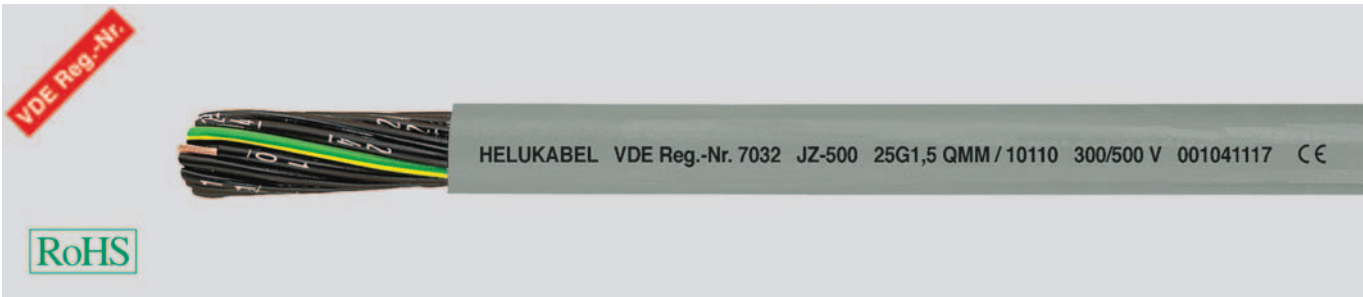 VDE Reg.-Nr.
HELUKABEL VDE Reg.-Nr. 7032 JZ-500 25G1,5 QMM / 10110 300/500 V 001041117 CE
RoHS